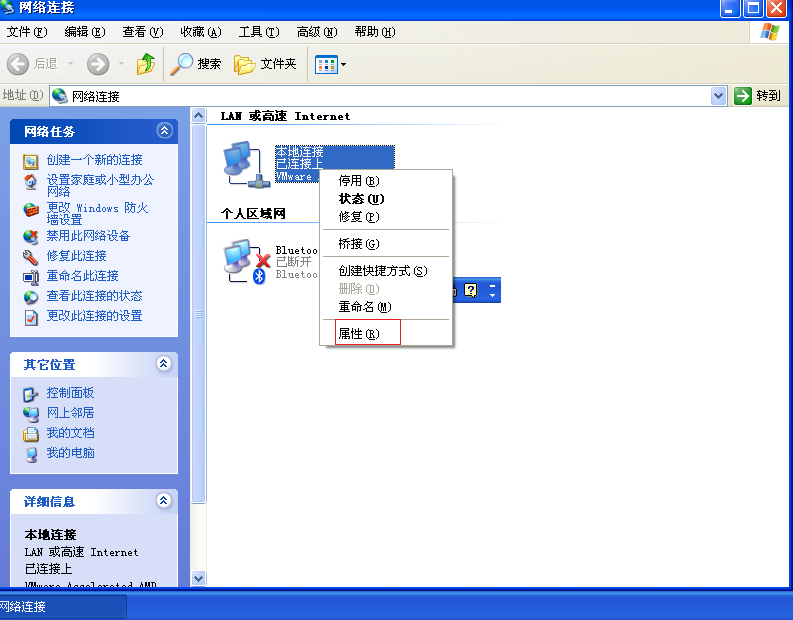 网络连接
文件(F) 编辑(E) 查看(V) 收藏(A) 工具(T) 高级(N) 帮助(H)
后退 搜索 文件夹
地址(D) 网络连接 转到
网络任务
创建一个新的连接
设置家庭或小型办公
网络
更改 Windows 防火
墙设置
禁用此网络设备
修复此连接
重命名此连接
查看此连接的状态
更改此连接的设置
其它位置
控制面板
网上邻居
我的文档
我的电脑
详细信息
本地连接
LAN 或高速 Internet
已连接上
VMware Accelerated AMD
LAN 或高速 Internet
本地连接
已连接上
VMware
个人区域网
Bluetoo
已断开
Bluetoo
停用(B)
状态(U)
修复(P)
桥接(G)
创建快捷方式(S)
删除(D)
重命名(M)
属性(R)
网络连接